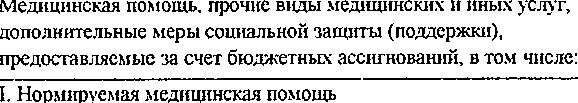 Медицинская помощь, прочие виды медицинских и иных услуг,
дополнительные меры социальной защиты (поддержки),
предоставляемые за счет бюджетных ассигнований, в том числе:
I. Нормируемая медицинская помощь